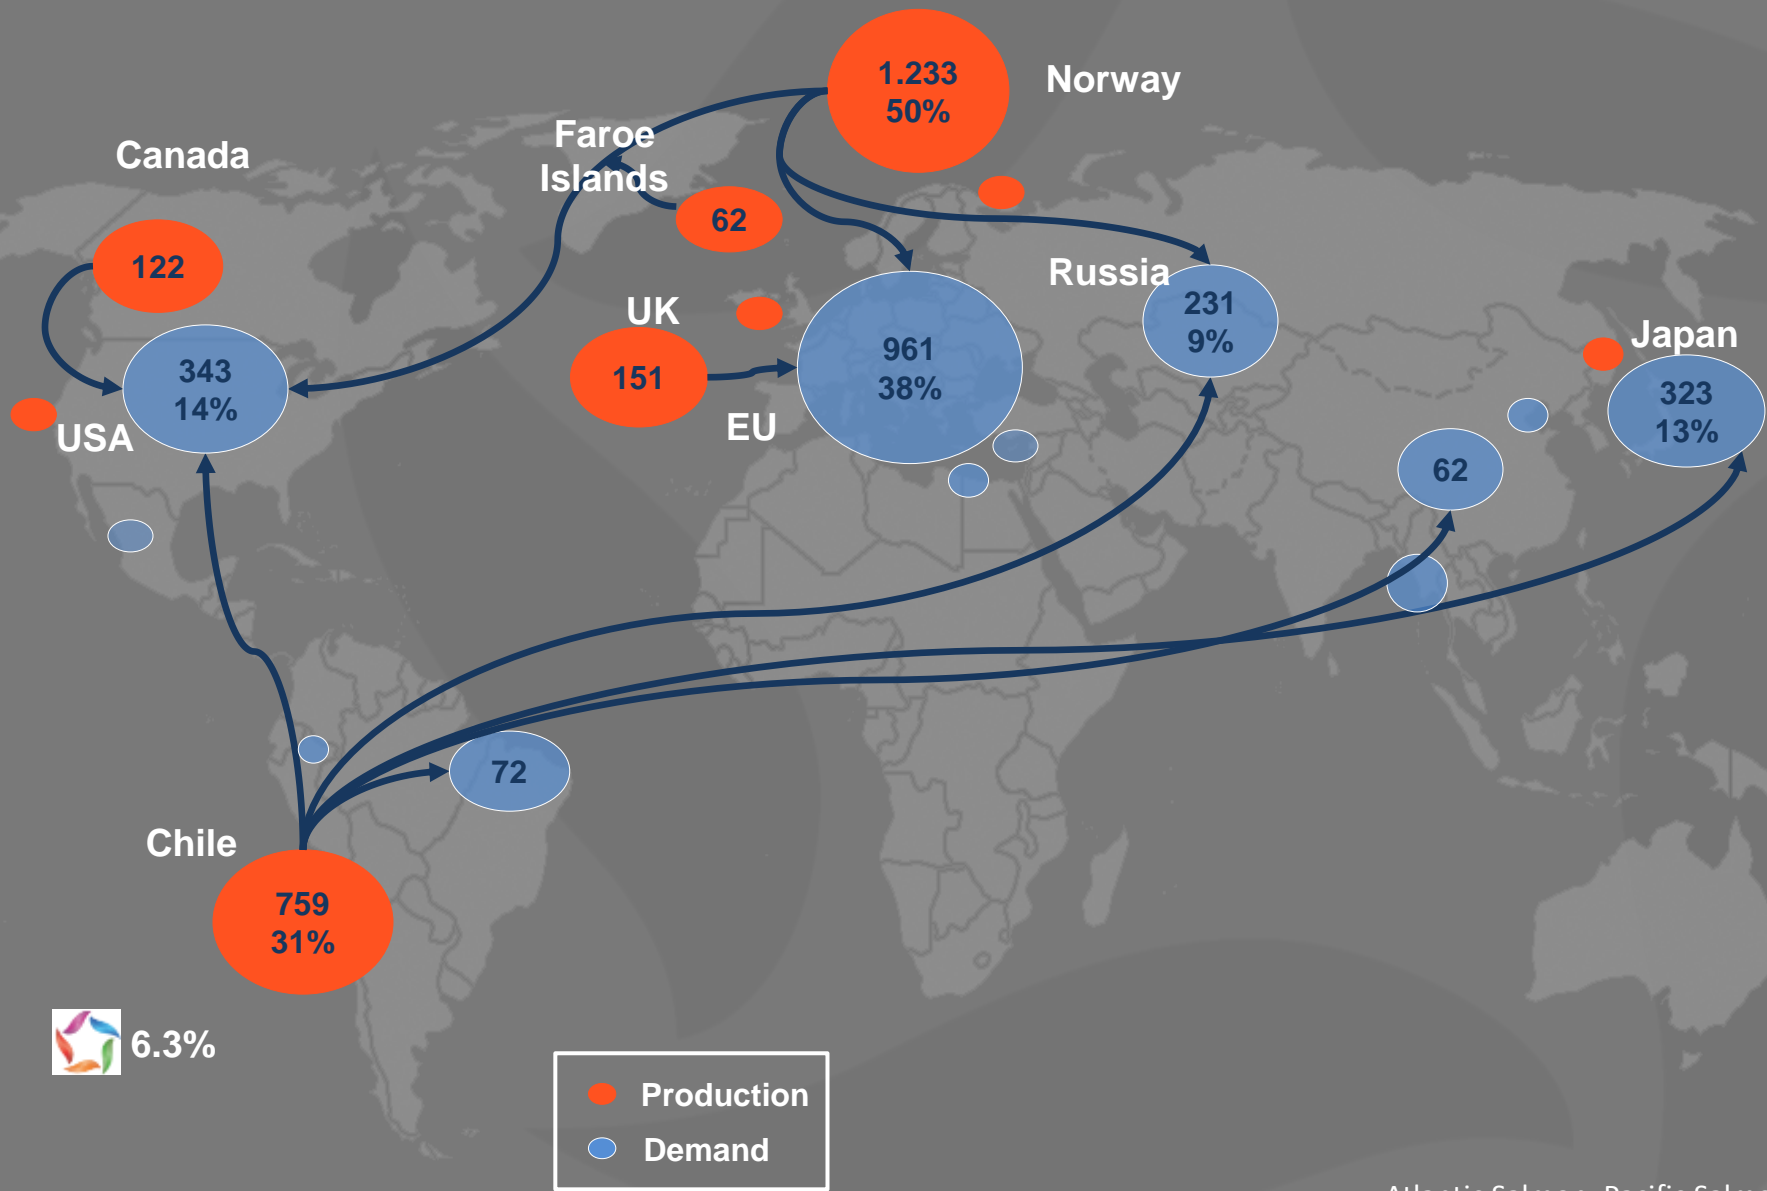 1.233
50%
Norway
Faroe
Islands
Canada
62
122
Russia
UK
231
9%
Japan
961
38%
343
14%
151
323
13%
EU
USA
62
72
Chile
759
31%
6.3%
Production
Demand